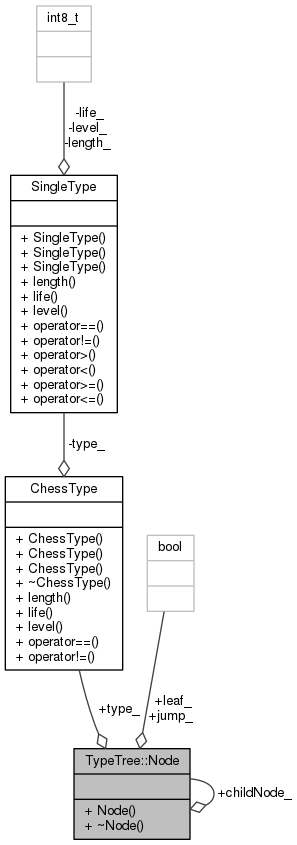 int8_t
-life_
-level_
-length_
SingleType
+ SingleType()
+ SingleType()
+ SingleType()
+ length()
+ life()
+ level()
+ operator==()
+ operator!=()
+ operator>()
+ operator<()
+ operator>=()
+ operator<=()
-type_
ChessType
+ ChessType()
+ ChessType()
+ ChessType()
+ ~ChessType()
+ length()
+ life()
+ level()
+ operator==()
+ operator!=()
bool
+type_
+leaf_
+jump_
TypeTree::Node
+ Node()
+ ~Node()
+childNode_